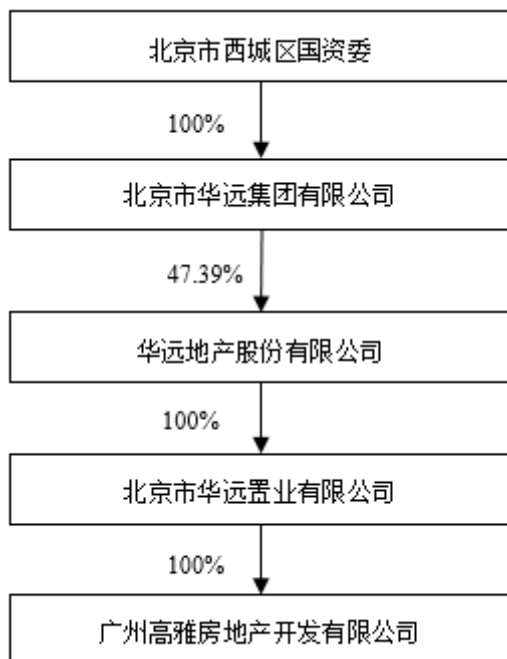 北京市西城区国资委
100%
北京市华远集团有限公司
47.39%
华远地产股份有限公司
100%
北京市华远置业有限公司
100%
广州高雅房地产开发有限公司